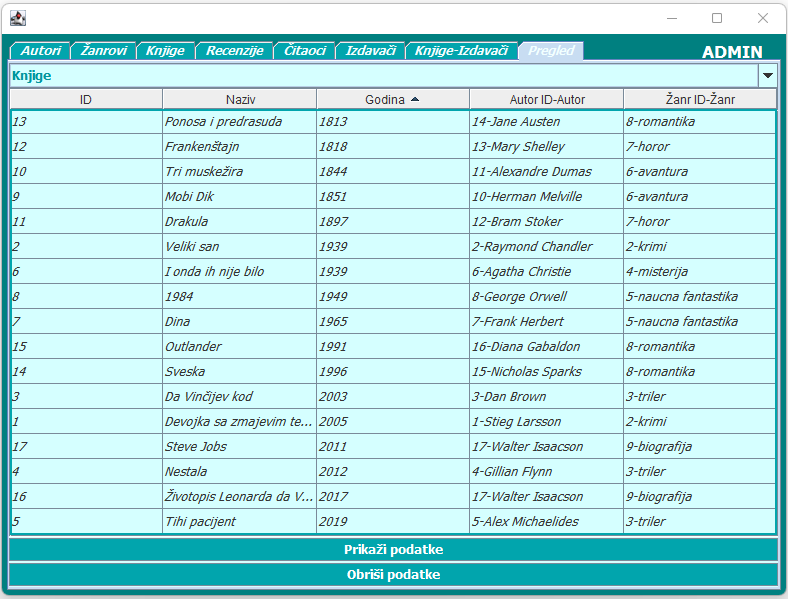 Autori Žanrovi Knjige Recenzije Čitaoci Izdavači Knjige-Izdavači Pregled ADMIN
Knjige
ID Naziv Godina Autor ID-Autor Žanr ID-Žanr
13 Ponosa i predrasuda 1813 14-Jane Austen 8-romantika
12 Frankenštajn 1818 13-Mary Shelley 7-horor
10 Tri muskežira 1844 11-Alexandre Dumas 6-avantura
9 Mobi Dik 1851 10-Herman Melville 6-avantura
11 Drakula 1897 12-Bram Stoker 7-horor
2 Veliki san 1939 2-Raymond Chandler 2-krimi
6 I onda ih nije bilo 1939 6-Agatha Christie 4-misterija
8 1984 1949 8-George Orwell 5-naucna fantastika
7 Dina 1965 7-Frank Herbert 5-naucna fantastika
15 Outlander 1991 16-Diana Gabaldon 8-romantika
14 Sveska 1996 15-Nicholas Sparks 8-romantika
3 Da Vinčijev kod 2003 3-Dan Brown 3-triler
1 Devojka sa zmajevim te... 2005 1-Stieg Larsson 2-krimi
17 Steve Jobs 2011 17-Walter Isaacson 9-biografija
4 Nestala 2012 4-Gillian Flynn 3-triler
16 Životopis Leonarda da V... 2017 17-Walter Isaacson 9-biografija
5 Tihi pacijent 2019 5-Alex Michaelides 3-triler
Prikaži podatke
Obriši podatke